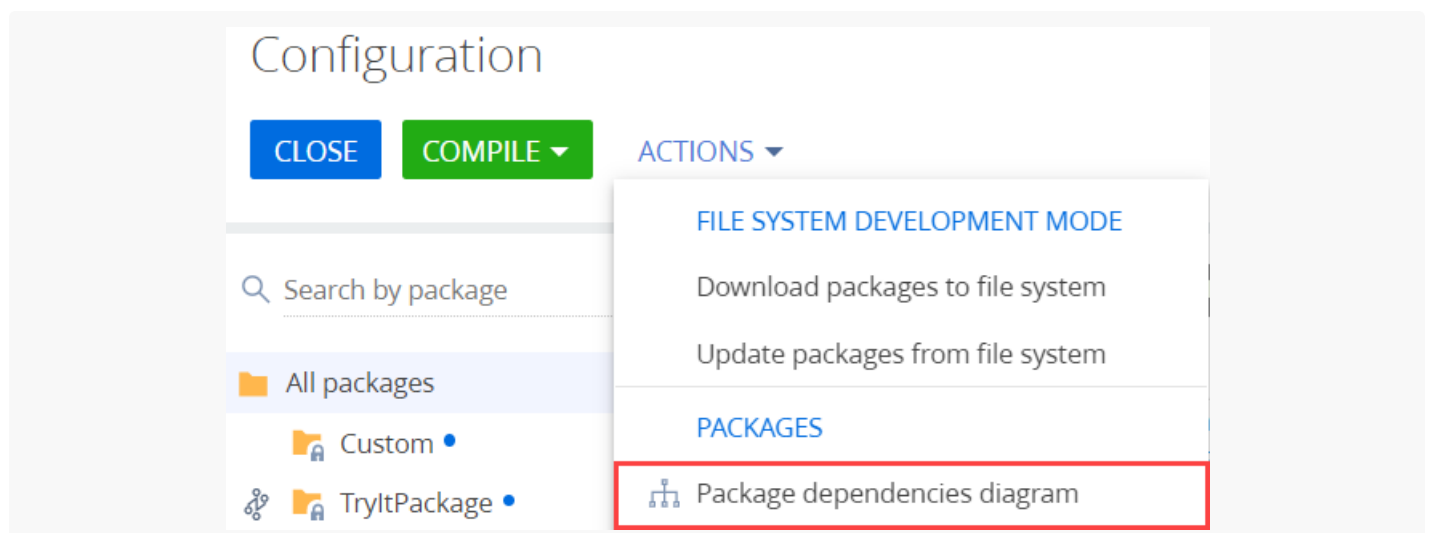 Configuration
CLOSE
COMPILE
ACTIONS
FILE SYSTEM DEVELOPMENT MODE
Search by package
Download packages to file system
Update packages from file system
All packages
PACKAGES
Custom
Package dependencies diagram
TryItPackage